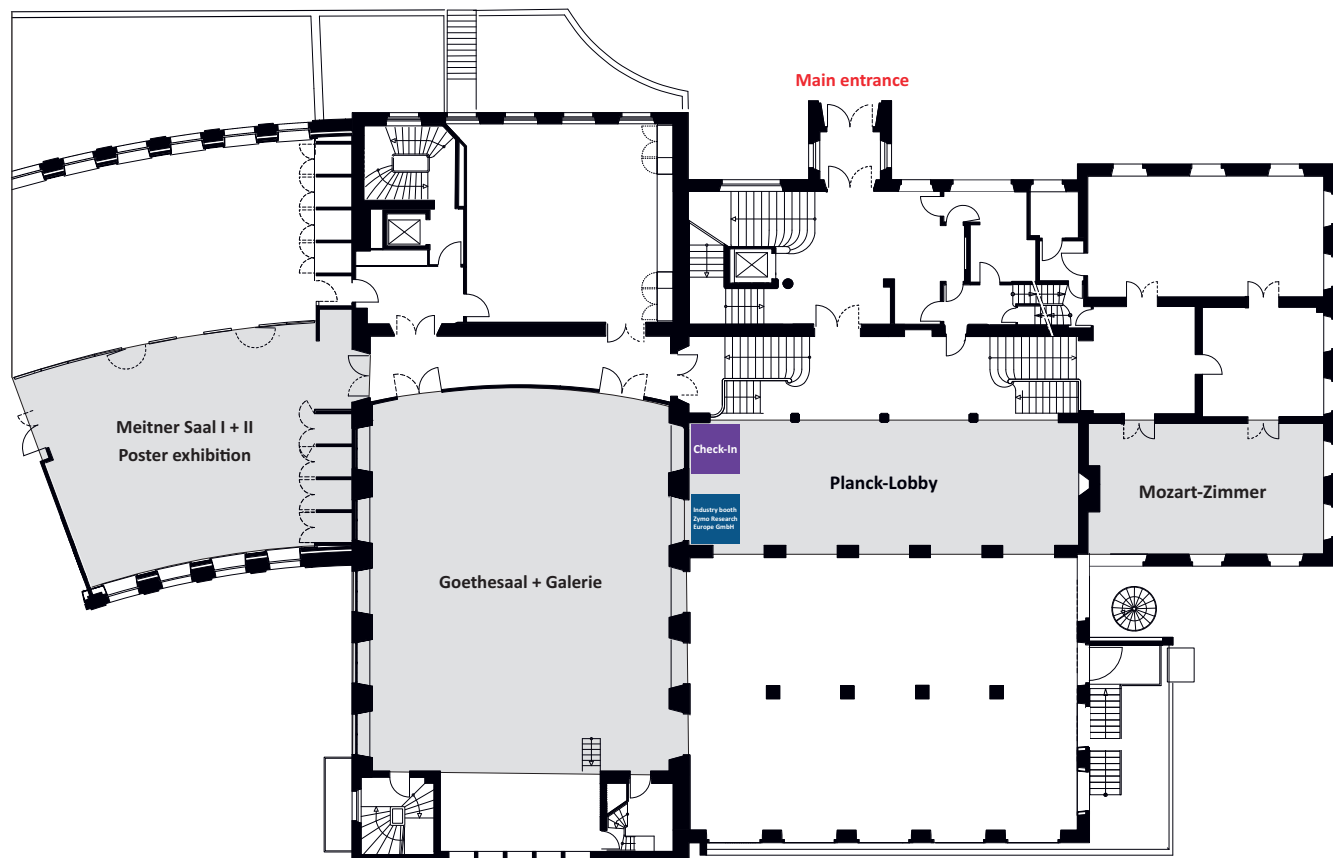 Main entrance
Meitner Saal I + II
Poster exhibition
Check-In
Planck-Lobby
Mozart-Zimmer
Industry booth
Zymo Research
Europe GmbH
Goethesaal + Galerie